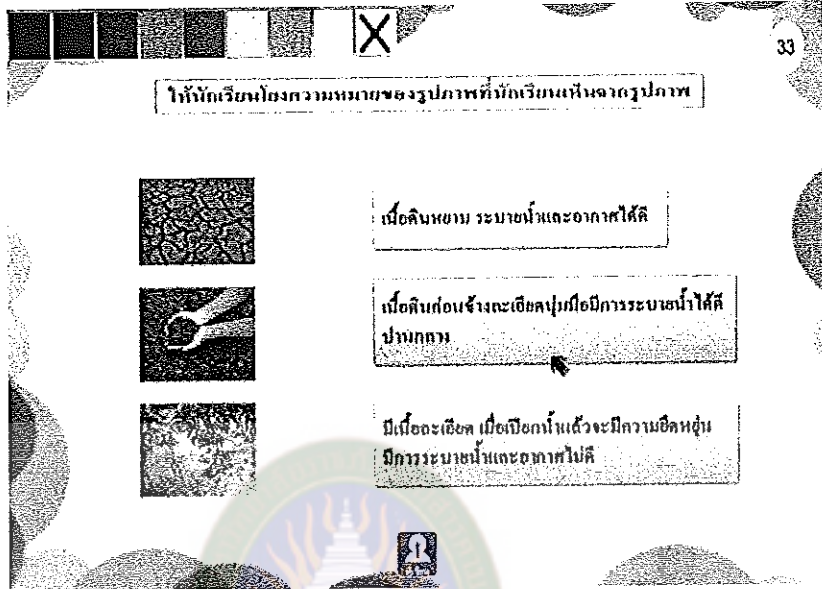 33
ให้นักเรียนโยงความหมายของรูปภาพที่นักเรียนเห็นจากรูปภาพ
เนื้อดินหยาบ ระบายน้ำและอากาศได้ดี
เนื้อดินค่อนข้างละเอียดนุ่มมือมีการระบายน้ำได้ดี
ปานกลาง
มีเนื้อละเอียด เมื่อเปียกน้ำแล้วจะมีความยืดหยุ่น
มีการระบายน้ำและอากาศไม่ดี